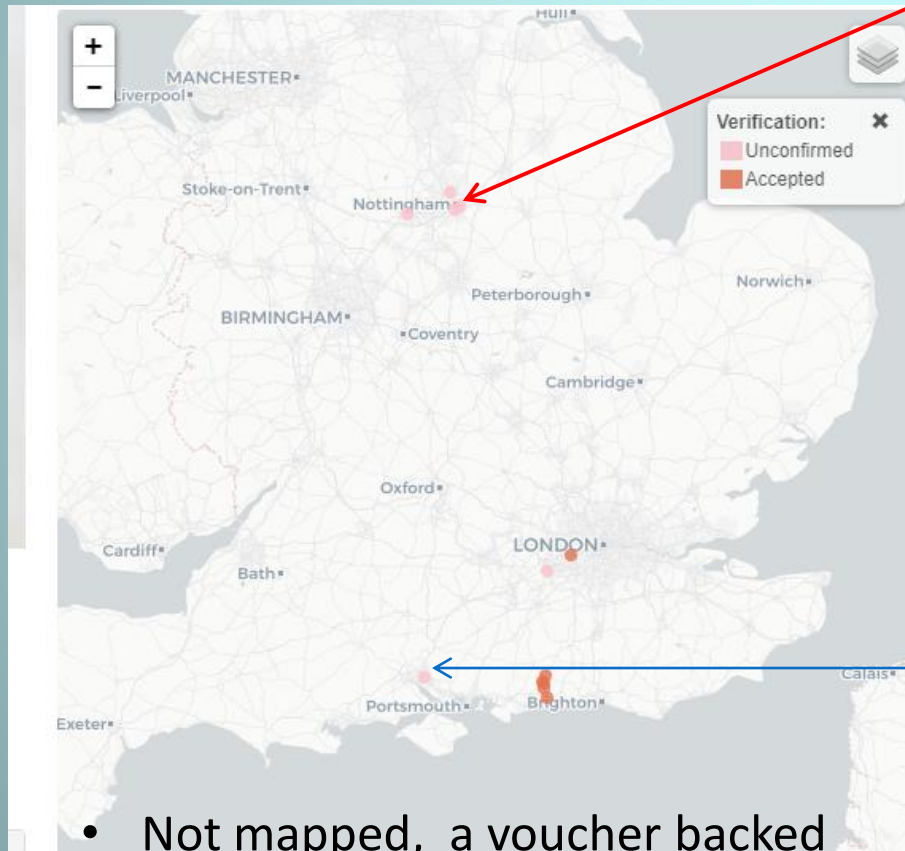 HULL
+
MANCHESTER
-
Liverpool
Verification:
Unconfirmed
Accepted
Stoke-on-Trent
Nottingham
Norwich
Peterborough
BIRMINGHAM
Coventry
Cambridge
Oxford
Cardiff
LONDON
Bath
Calais
Portsmouth
Brighton
Exeter
• Not mapped, a voucher backed